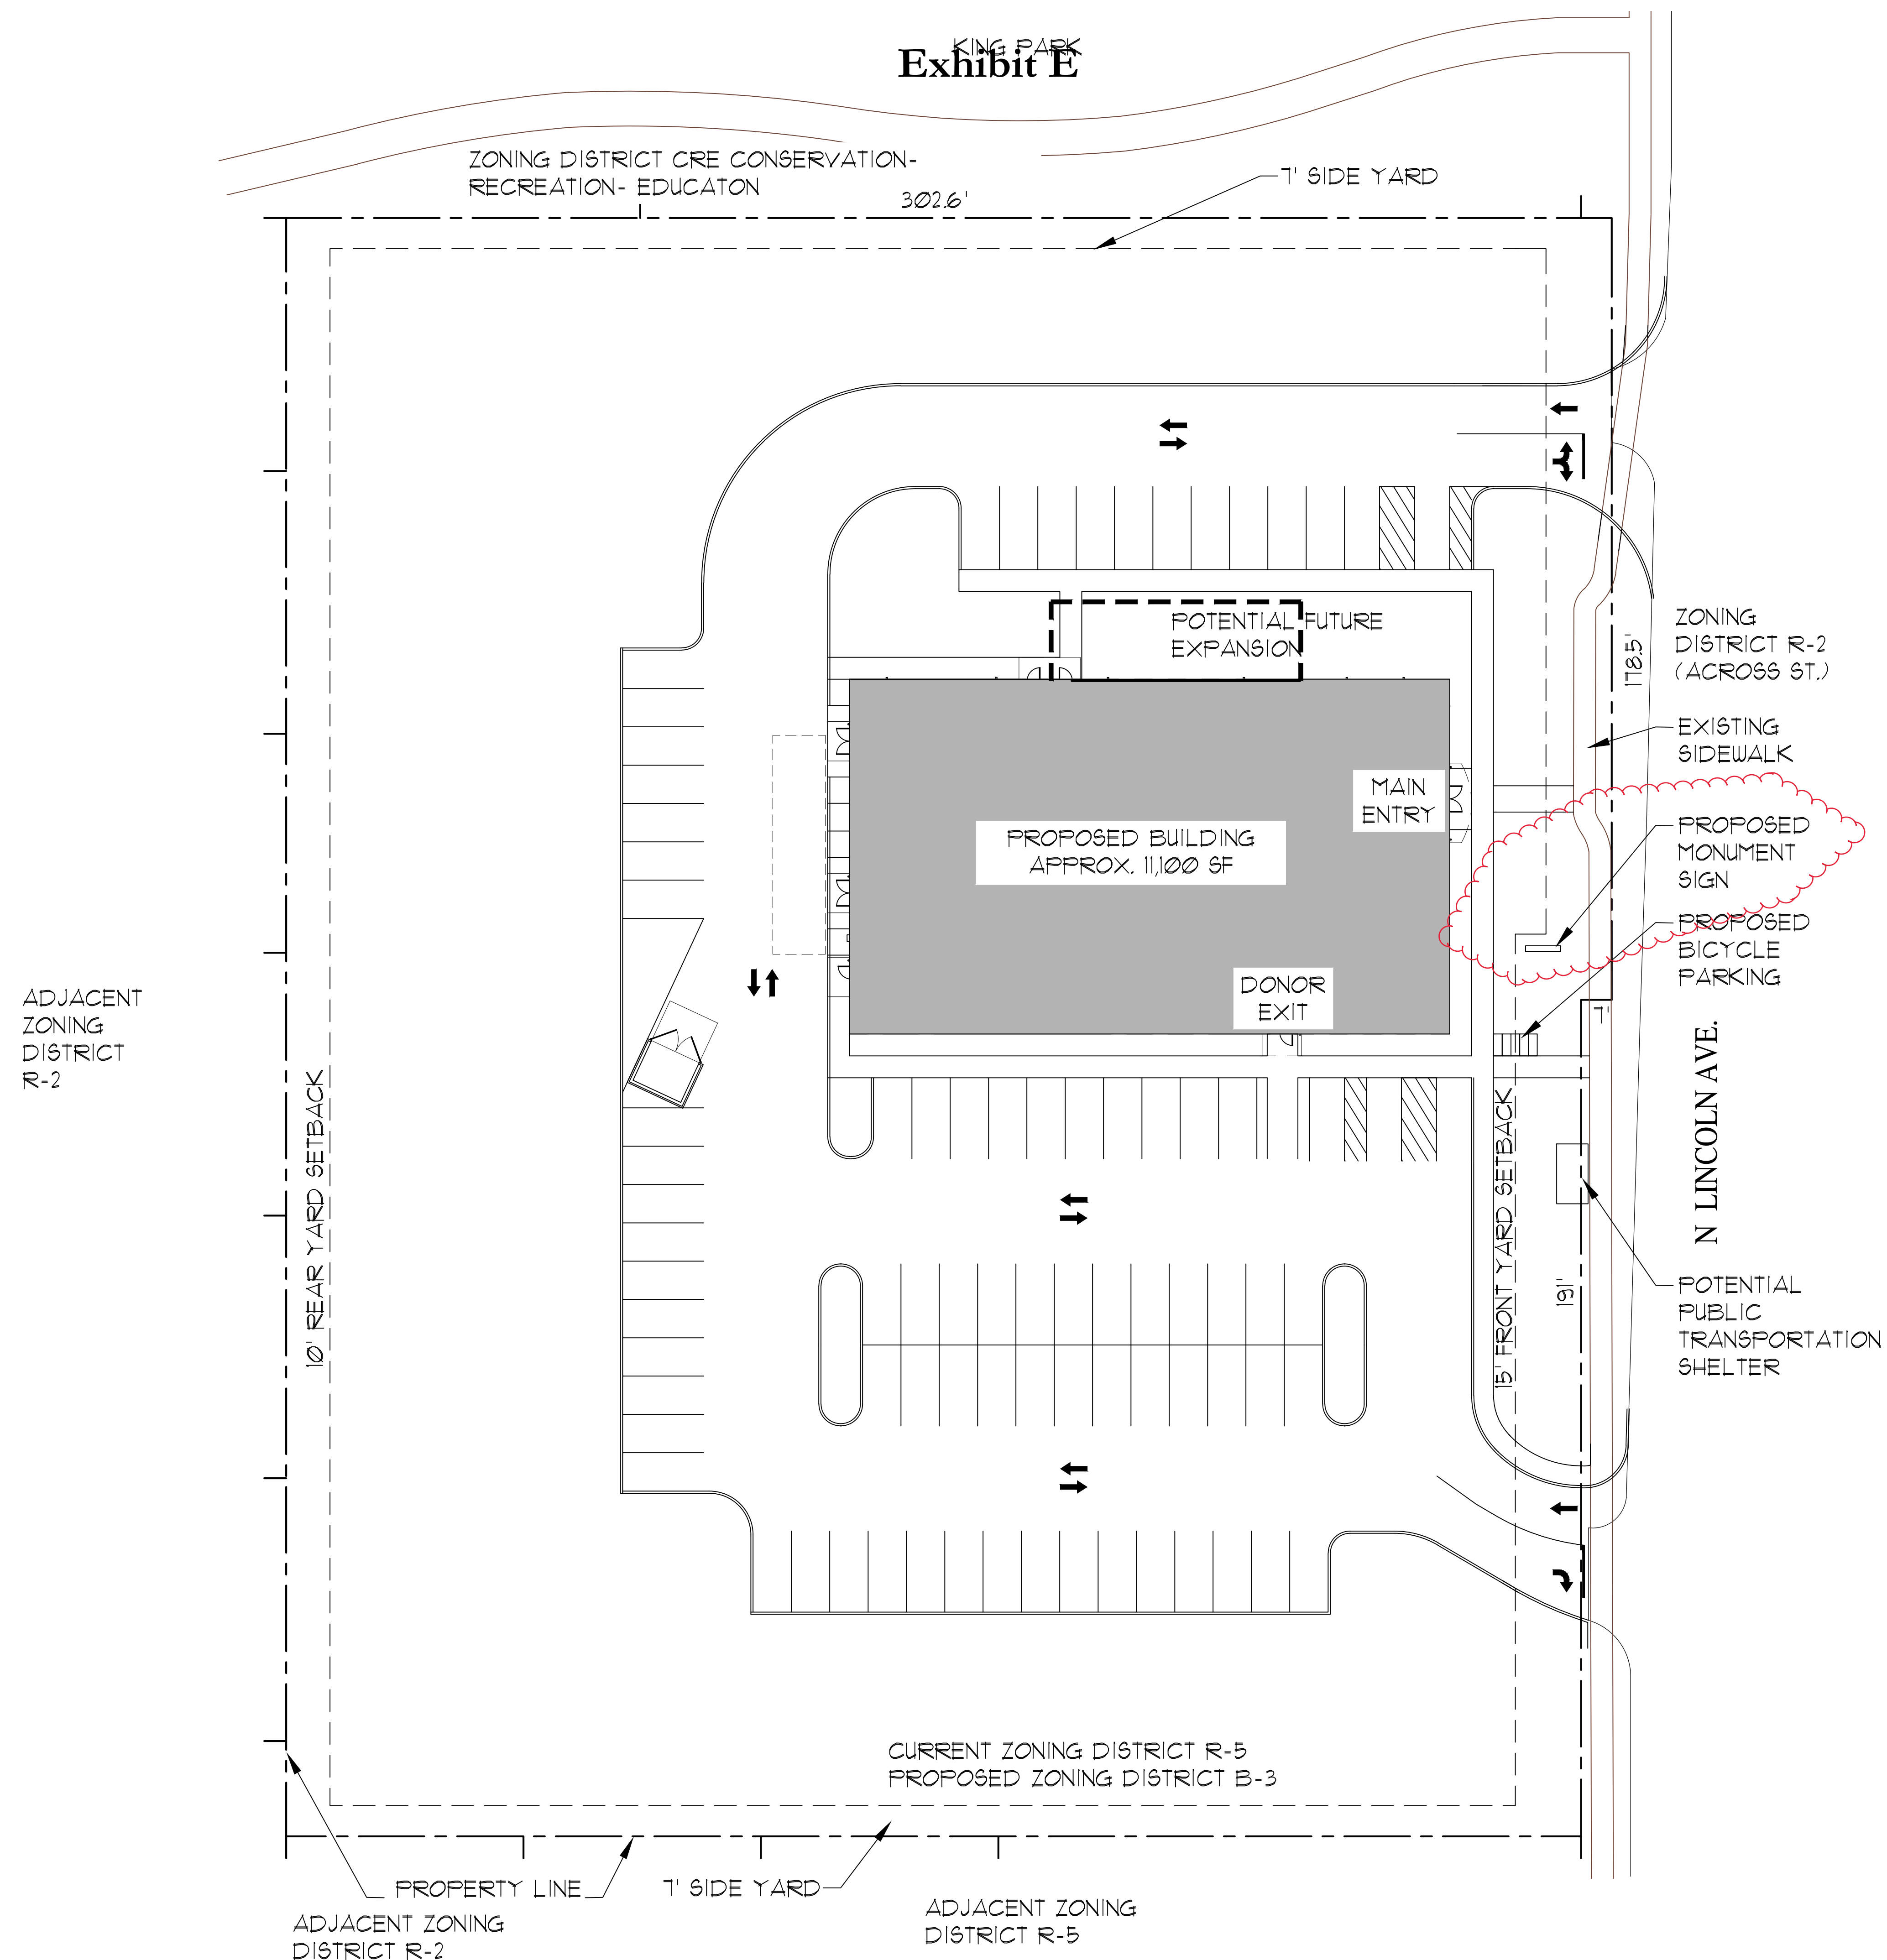 KING PARK
Exhibit E
ZONING DISTRICT CRE CONSERVATION-
RECREATION- EDUCATON
302.6'
7' SIDE YARD
POTENTIAL FUTURE
EXPANSION
ZONING
DISTRICT R-2
(ACROSS ST.)
178.5'
EXISTING
SIDEWALK
MAIN
ENTRY
PROPOSED BUILDING
APPROX. 11,100 SF
PROPOSED
MONUMENT
SIGN
PROPOSED
BICYCLE
PARKING
DONOR
EXIT
7'
ADJACENT
ZONING
DISTRICT
R-2
10' REAR YARD SETBACK
15' FRONT YARD SETBACK
191'
N LINCOLN AVE.
POTENTIAL
PUBLIC
TRANSPORTATION
SHELTER
CURRENT ZONING DISTRICT R-5
PROPOSED ZONING DISTRICT B-3
PROPERTY LINE
7' SIDE YARD
ADJACENT ZONING
DISTRICT R-2
ADJACENT ZONING
DISTRICT R-5